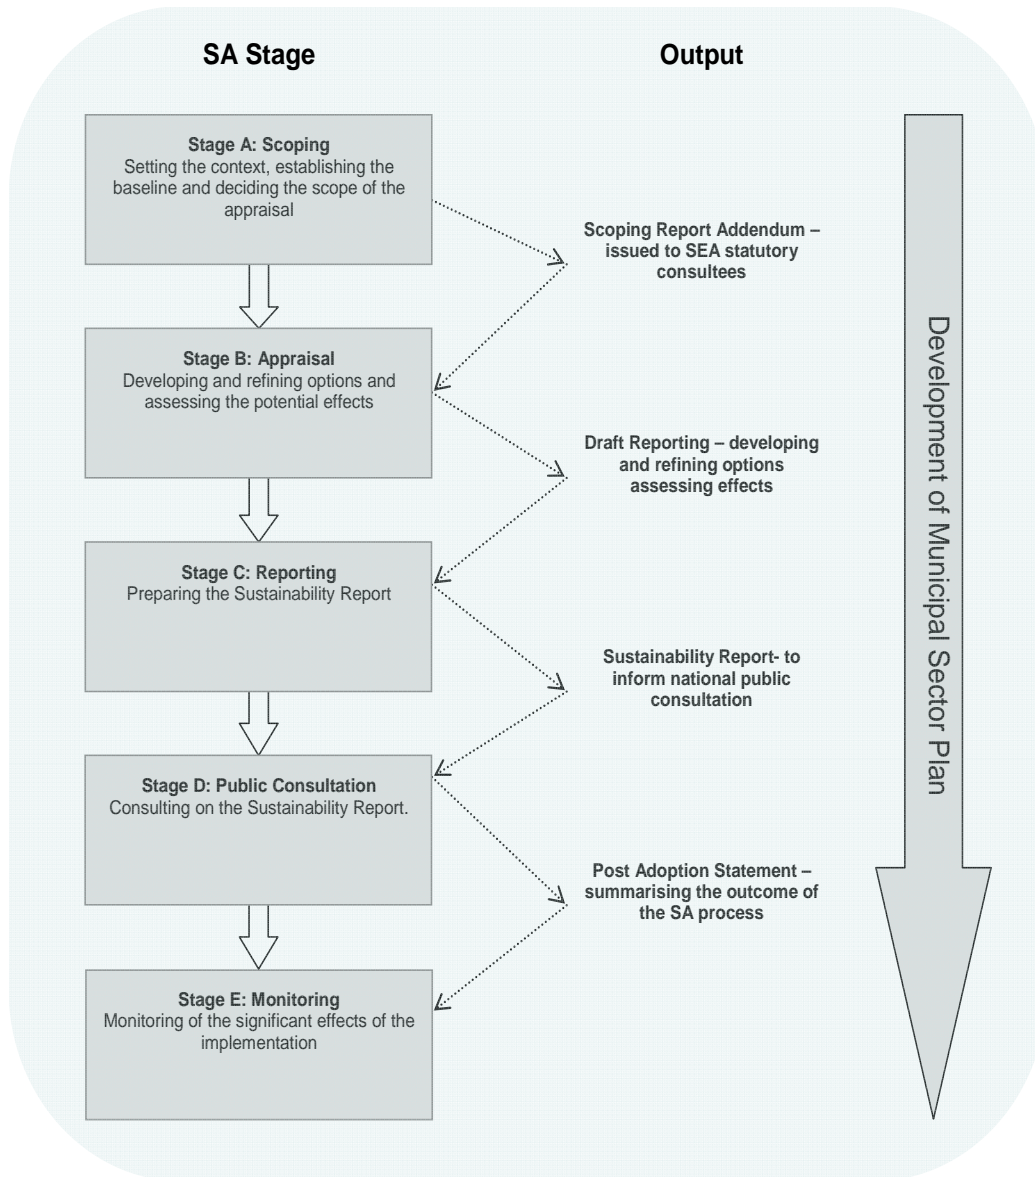 SA Stage
Output
Stage A: Scoping
Setting the context, establishing the
baseline and deciding the scope of the
appraisal
Scoping Report Addendum –
issued to SEA statutory
consultees
Stage B: Appraisal
Developing and refining options and
assessing the potential effects
Draft Reporting – developing
and refining options
assessing effects
Stage C: Reporting
Preparing the Sustainability Report
Sustainability Report- to
inform national public
consultation
Stage D: Public Consultation
Consulting on the Sustainability Report.
Post Adoption Statement –
summarising the outcome of
the SA process
Stage E: Monitoring
Monitoring of the significant effects of the
implementation
Development of Municipal Sector Plan